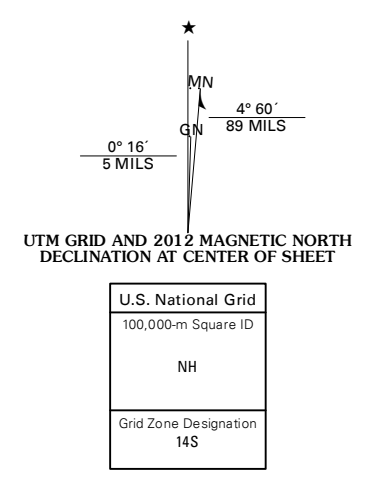 ★
MN
4° 60´
89 MILS
GN
0° 16´
5 MILS
UTM GRID AND 2012 MAGNETIC NORTH
DECLINATION AT CENTER OF SHEET
U.S. National Grid
100,000-m Square ID
NH
Grid Zone Designation
14S